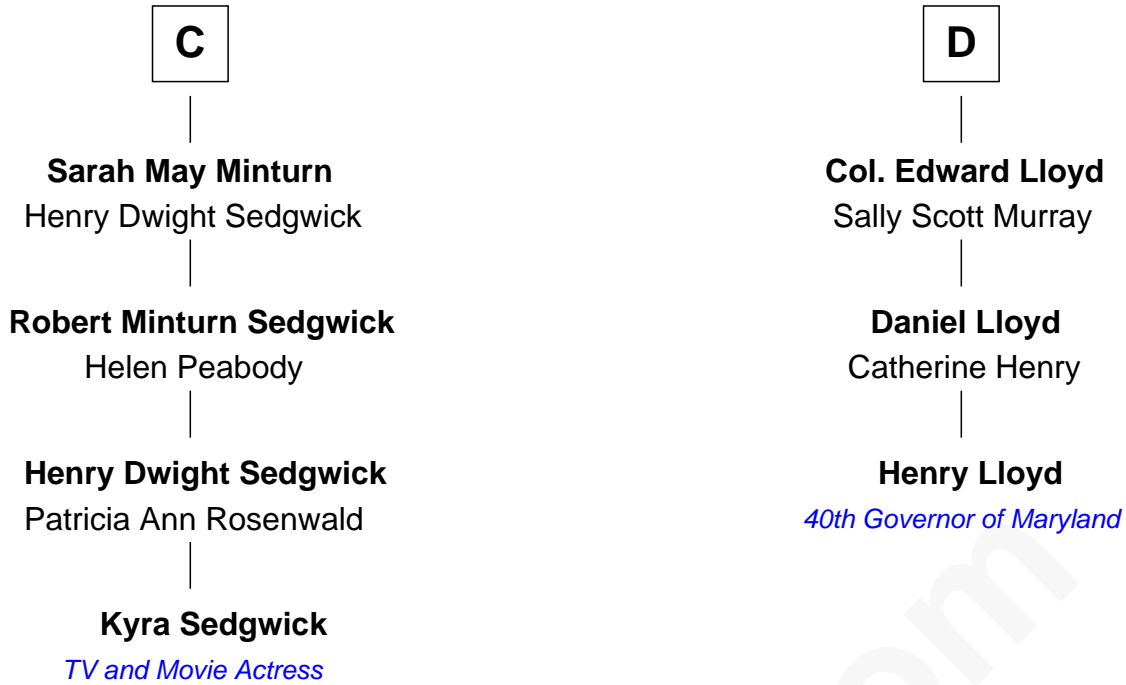 C
Sarah May Minturn
Henry Dwight Sedgwick
Robert Minturn Sedgwick
Helen Peabody
Henry Dwight Sedgwick
Patricia Ann Rosenwald
Kyra Sedgwick
TV and Movie Actress
D
Col. Edward Lloyd
Sally Scott Murray
Daniel Lloyd
Catherine Henry
Henry Lloyd
40th Governor of Maryland
om